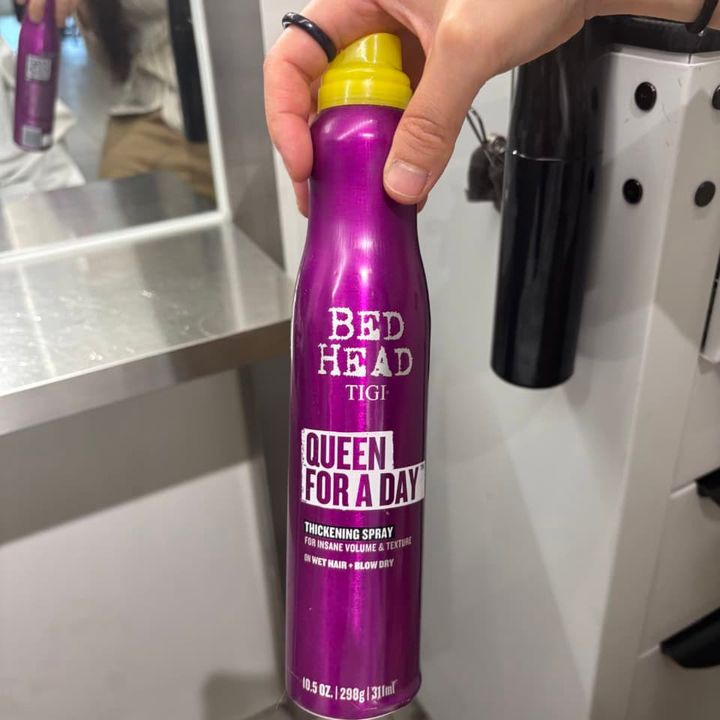 BED
HEAD
TIGI
QUEEN
FOR A DAY™
THICKENING SPRAY
FOR INSANE VOLUME & TEXTURE
ON WET HAIR + BLOW DRY
10.5 OZ. | 298g | 311ml